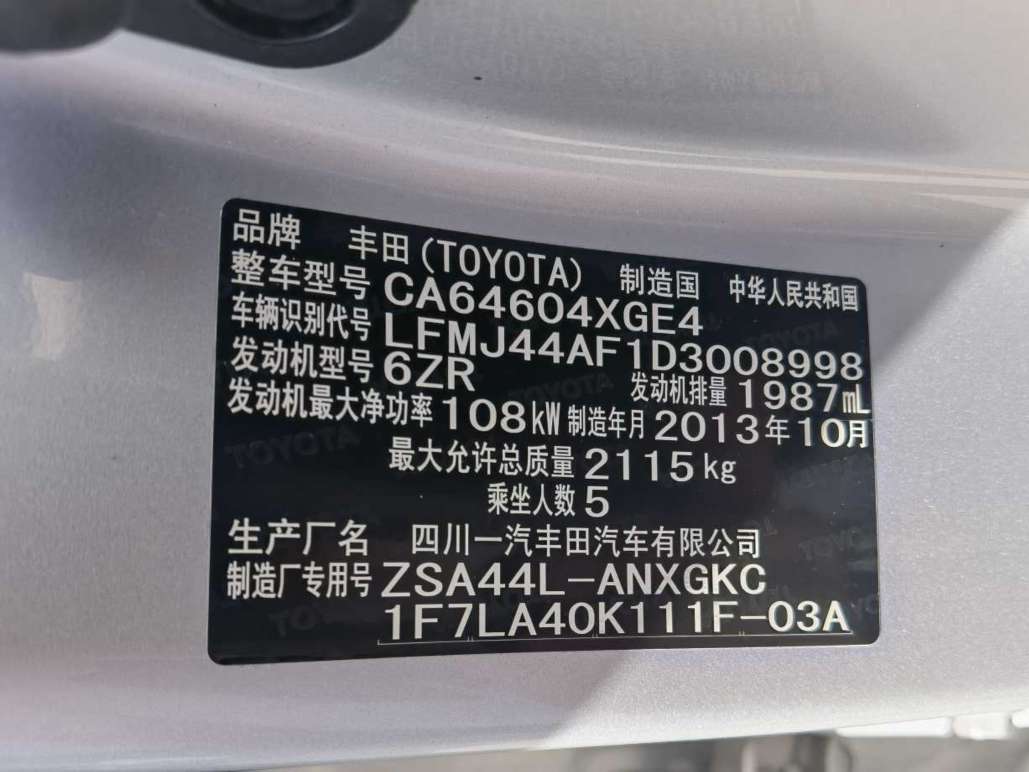 品牌 丰田(TOYOTA) 制造国 中华人民共和国
整车型号 CA64604XGE4
车辆识别代号 LFMJ44AF1D3008998
发动机型号 6ZR 发动机排量 1987mL
发动机最大净功率 108kW 制造年月 2013年10月
最大允许总质量 2115kg
乘坐人数 5
生产厂名 四川一汽丰田汽车有限公司
制造厂专用号 ZSA44L-ANXGKC
1F7LA40K111F-03A